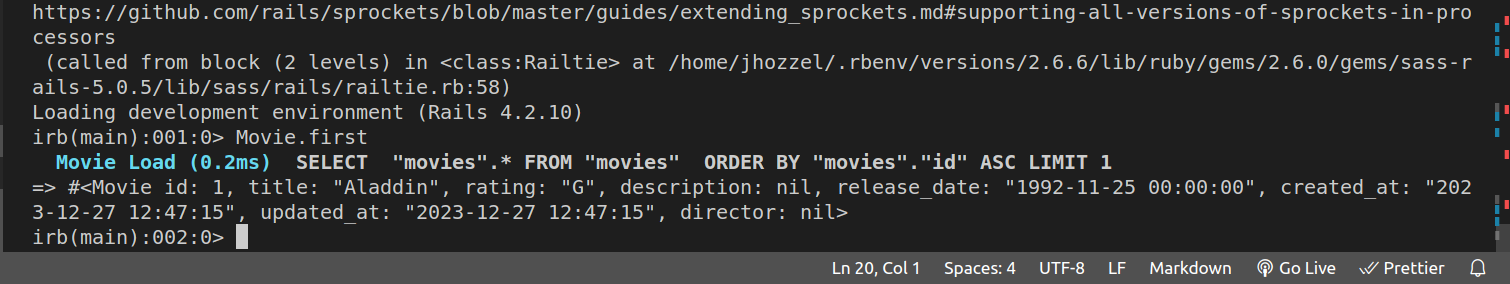 https://github.com/rails/sprockets/blob/master/guides/extending_sprockets.md#supporting-all-versions-of-sprockets-in-pro
cessors
 (called from block (2 levels) in <class:Railtie> at /home/jhozzel/.rbenv/versions/2.6.6/lib/ruby/gems/2.6.0/gems/sass-r
ails-5.0.5/lib/sass/rails/railtie.rb:58)
Loading development environment (Rails 4.2.10)
irb(main):001:0> Movie.first
  Movie Load (0.2ms)  SELECT  "movies".* FROM "movies"  ORDER BY "movies"."id" ASC LIMIT 1
=> #<Movie id: 1, title: "Aladdin", rating: "G", description: nil, release_date: "1992-11-25 00:00:00", created_at: "202
3-12-27 12:47:15", updated_at: "2023-12-27 12:47:15", director: nil>
irb(main):002:0>
Ln 20, Col 1 Spaces: 4 UTF-8 LF Markdown Go Live Prettier